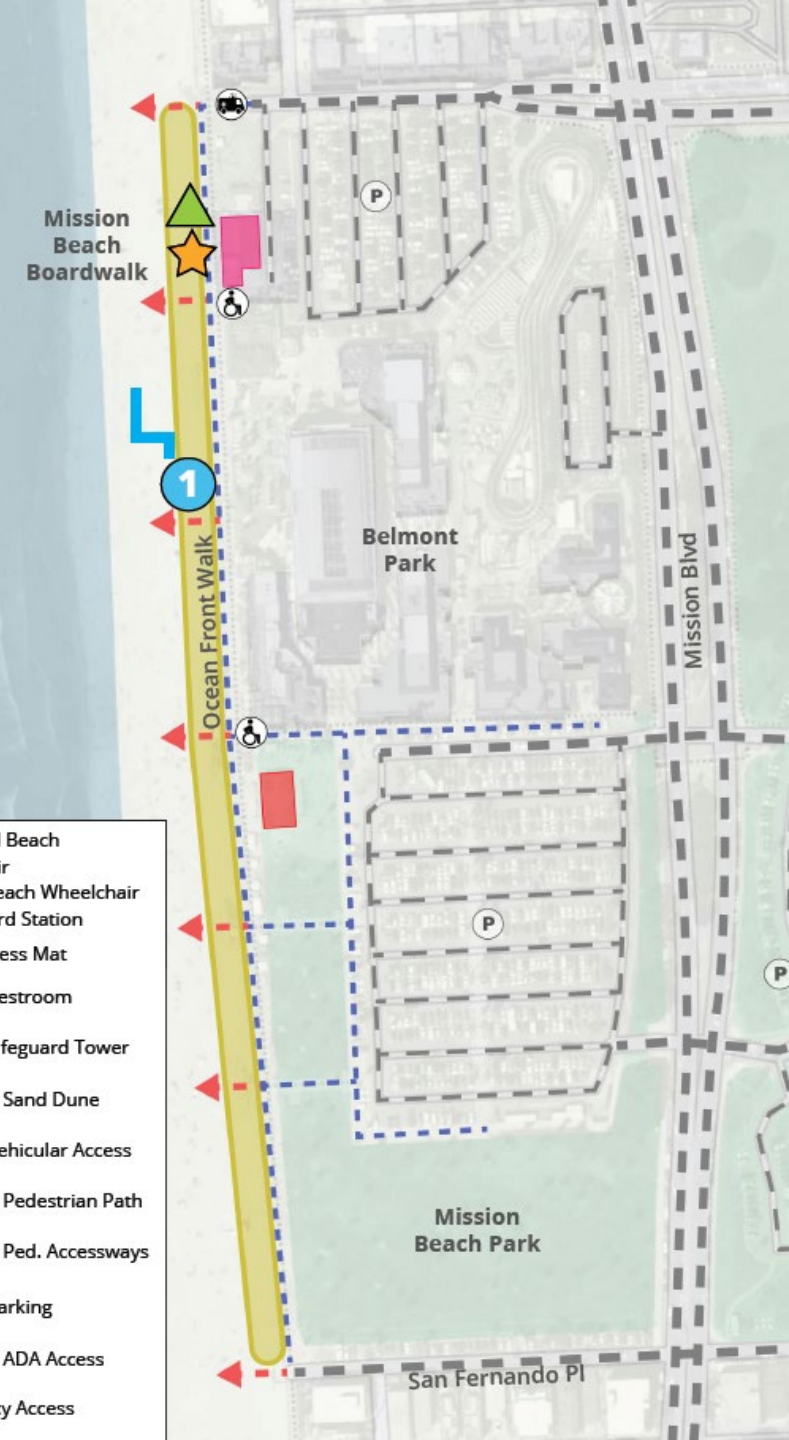 P
Mission
Beach
Boardwalk
1
Belmont
Park
Ocean Front Walk
Mission Blvd
Beach
ir
each Wheelchair
rd Station
ess Mat
P
P
estroom
feguard Tower
Sand Dune
ehicular Access
Pedestrian Path
Ped. Accessways
arking
ADA Access
y Access
Mission
Beach Park
San Fernando Pl